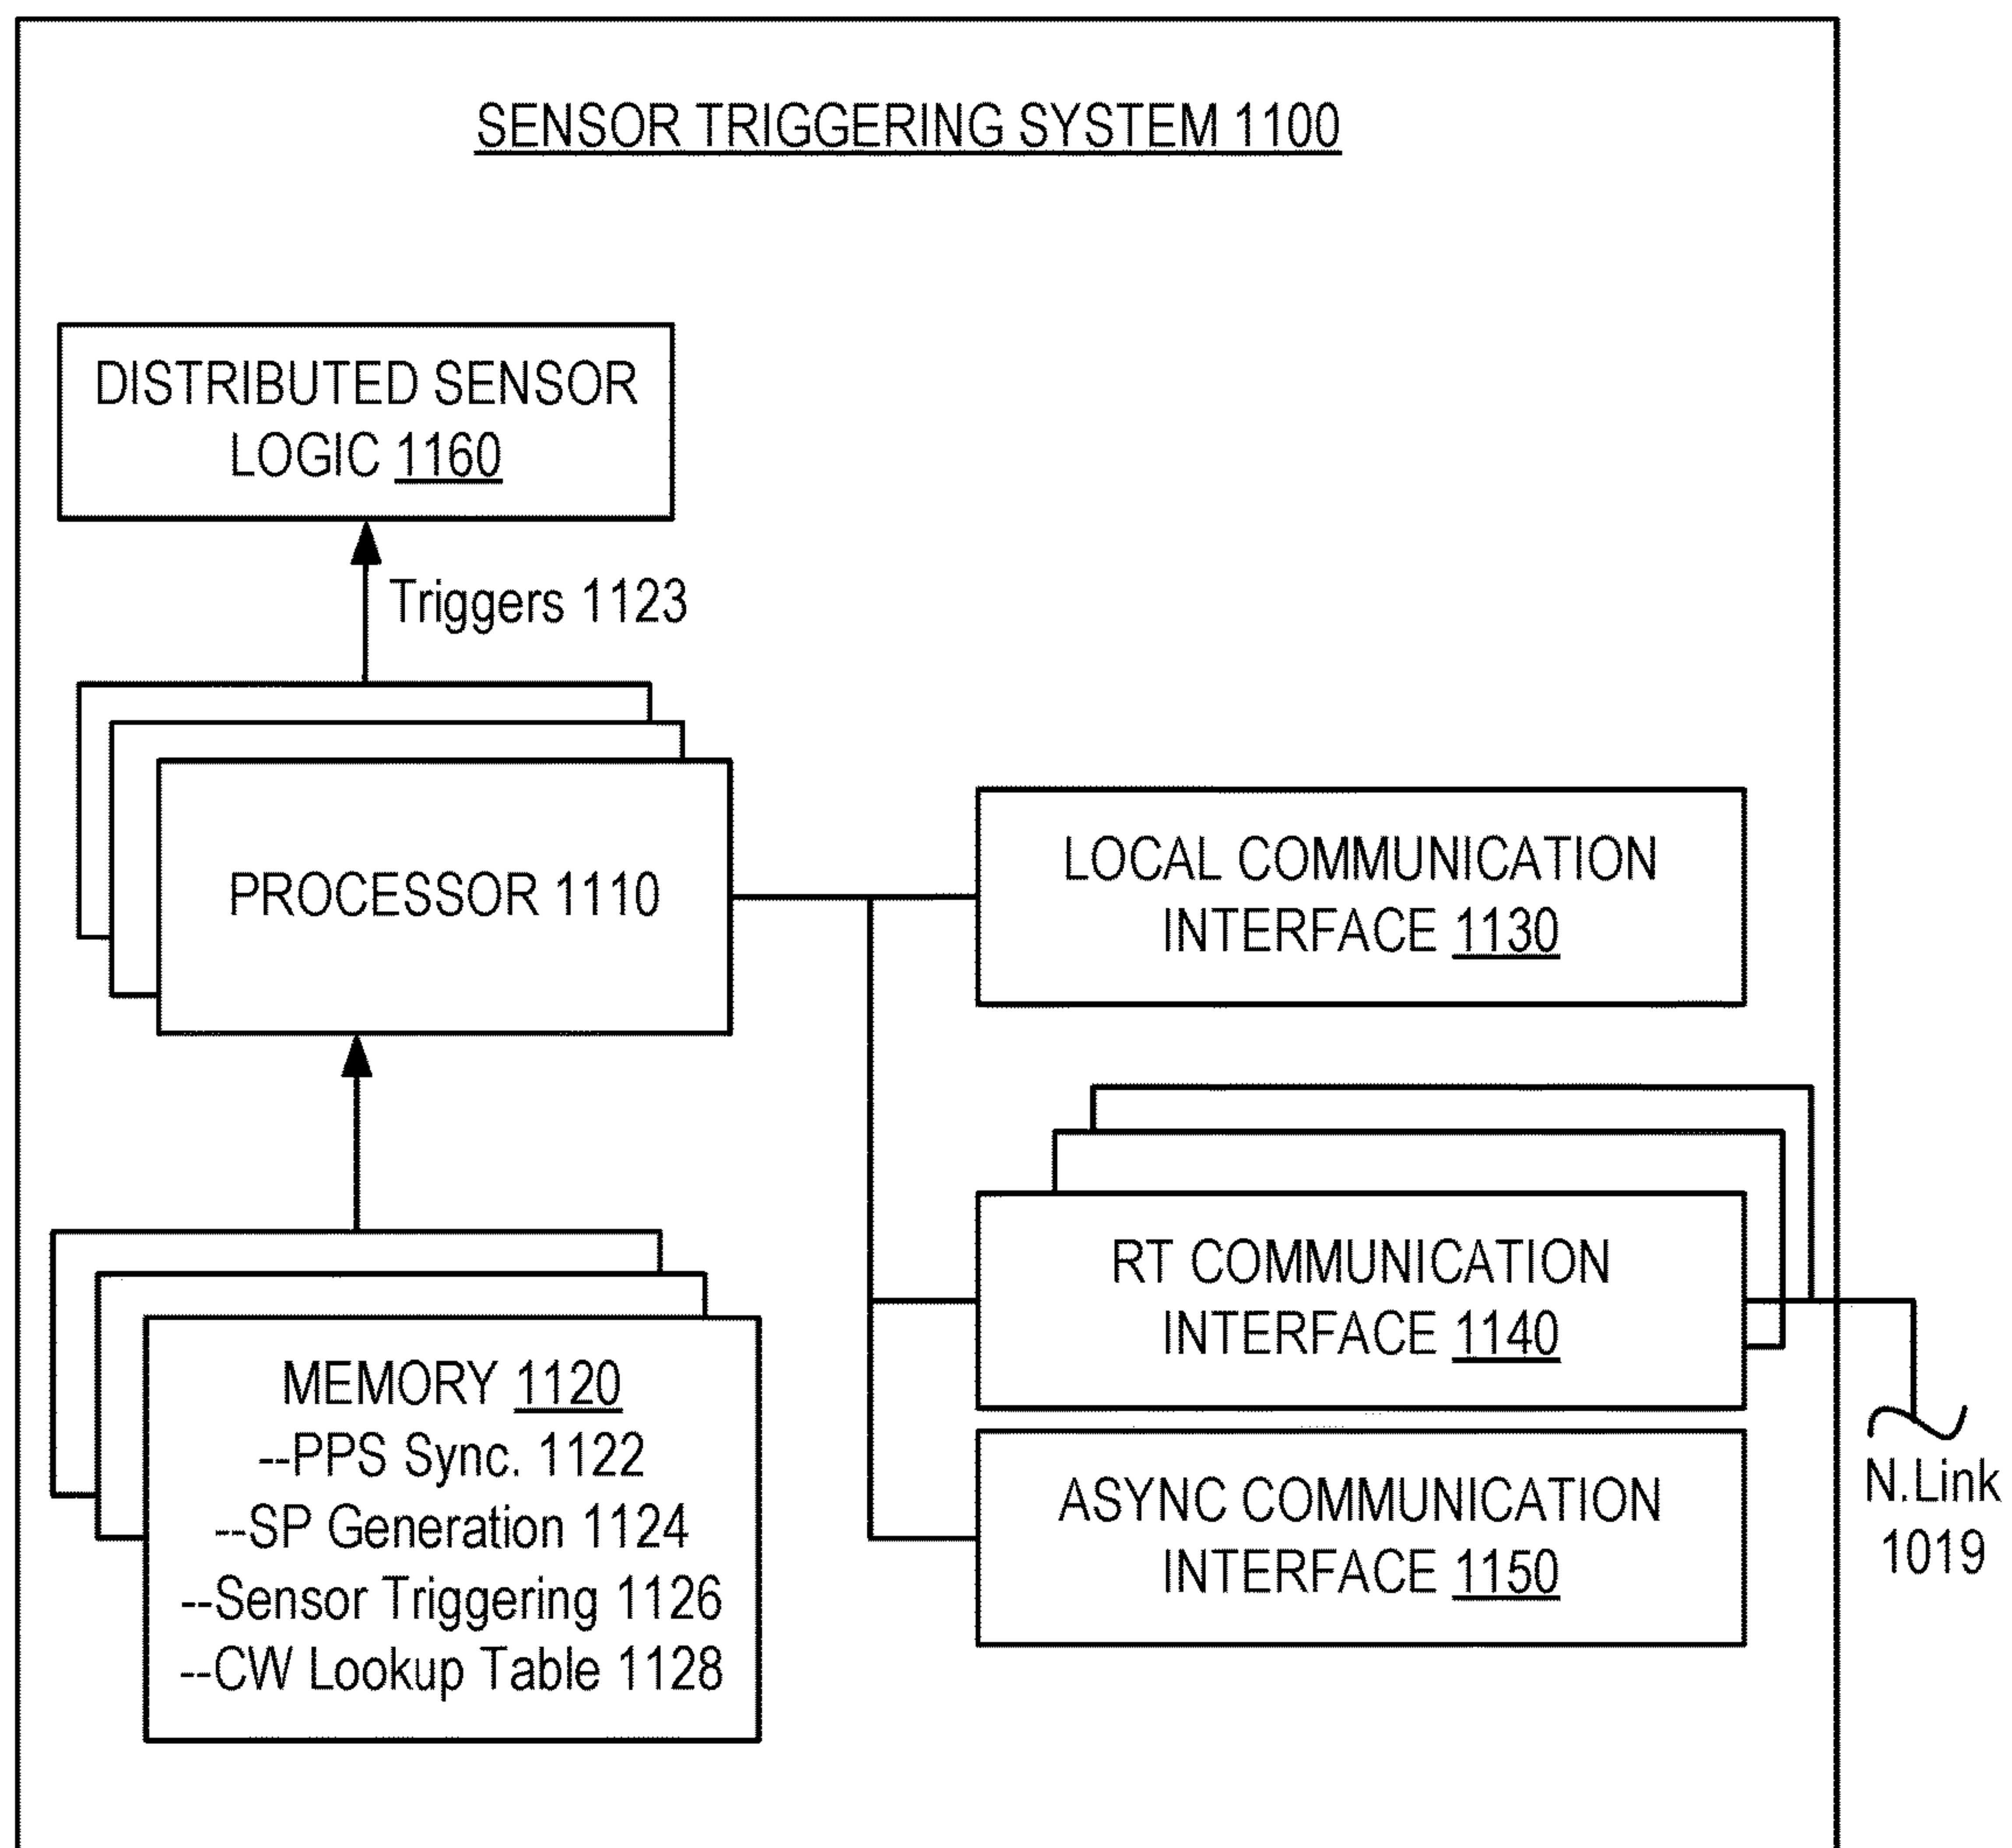 SENSOR TRIGGERING SYSTEM 1100
DISTRIBUTED SENSOR
LOGIC 1160
Triggers 1123
PROCESSOR 1110
LOCAL COMMUNICATION
INTERFACE 1130
RT COMMUNICATION
INTERFACE 1140
MEMORY 1120
--PPS Sync. 1122
--SP Generation 1124
--Sensor Triggering 1126
--CW Lookup Table 1128
ASYNC COMMUNICATION
INTERFACE 1150
N.Link
1019